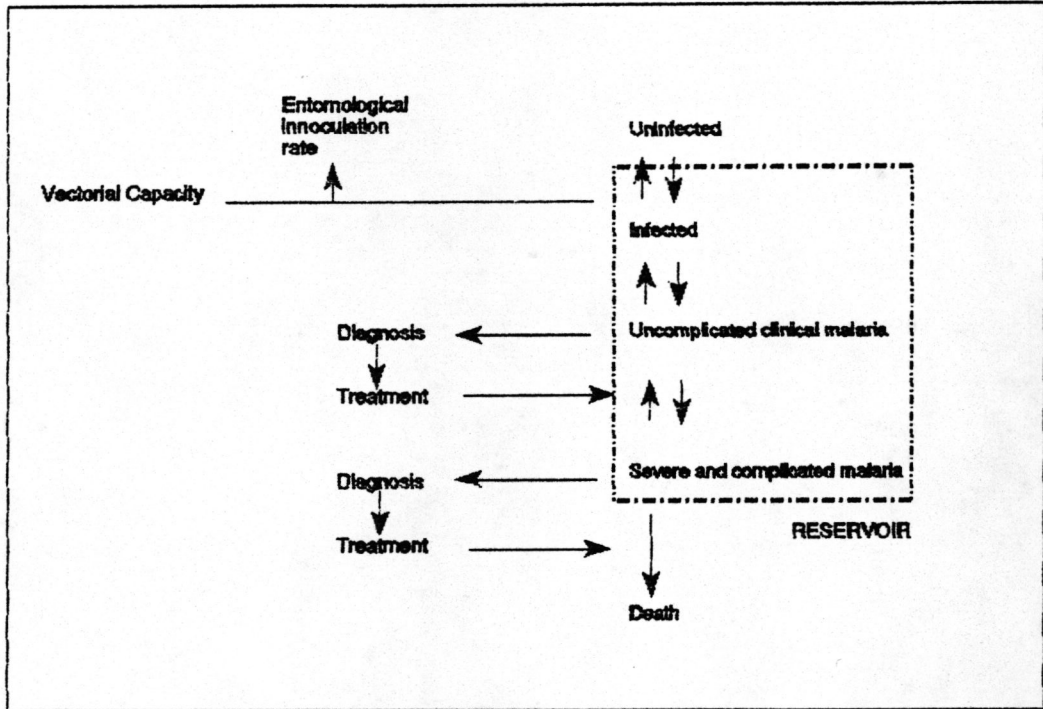 Entomological
Innoculation
rate
Uninfected
Vectorial Capacity
Infected
Diagnosis
Uncomplicated clinical malaria
Treatment
Diagnosis
Severe and complicated malaria
Treatment
RESERVOIR
Death